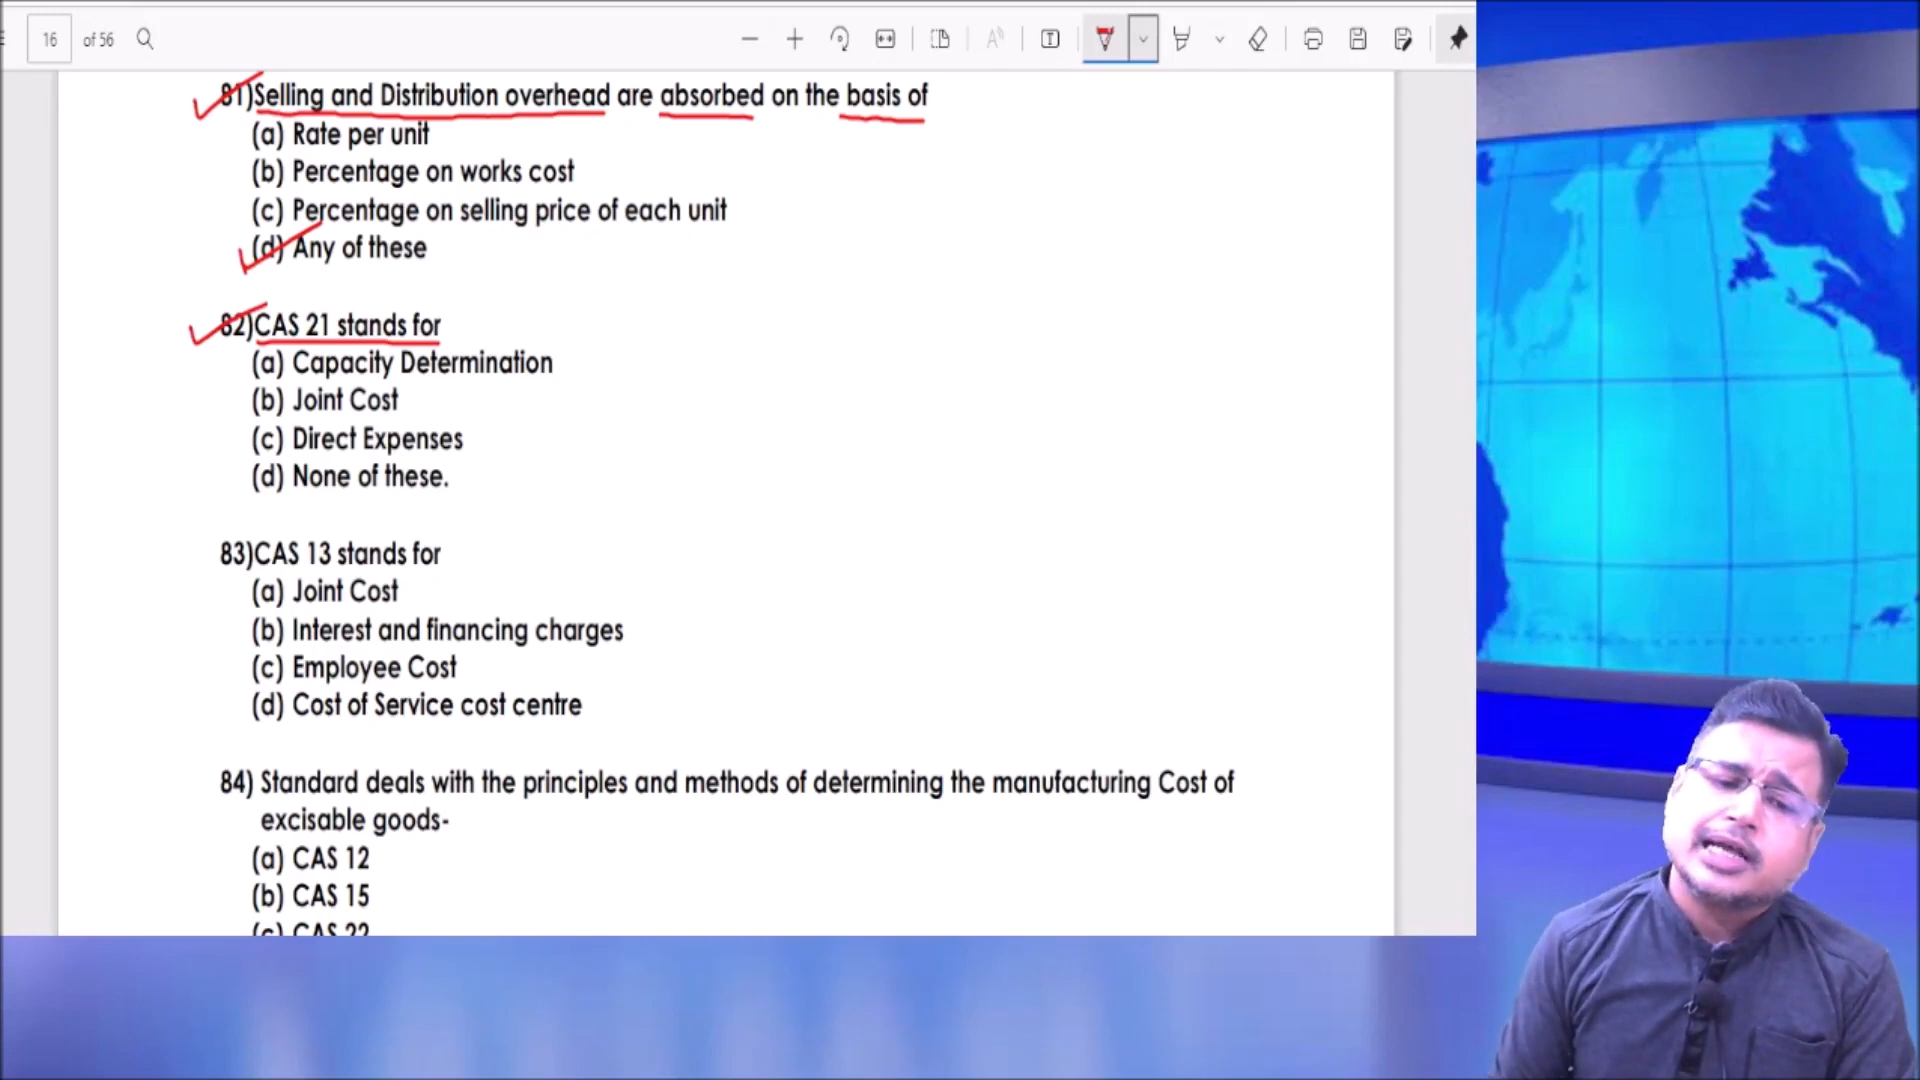 16 of 56
81)Selling and Distribution overhead are absorbed on the basis of
(a) Rate per unit
(b) Percentage on works cost
(c) Percentage on selling price of each unit
(d) Any of these
82)CAS 21 stands for
(a) Capacity Determination
(b) Joint Cost
(c) Direct Expenses
(d) None of these.
83)CAS 13 stands for
(a) Joint Cost
(b) Interest and financing charges
(c) Employee Cost
(d) Cost of Service cost centre
84) Standard deals with the principles and methods of determining the manufacturing Cost of
excisable goods-
(a) CAS 12
(b) CAS 15
(c) CAS 22